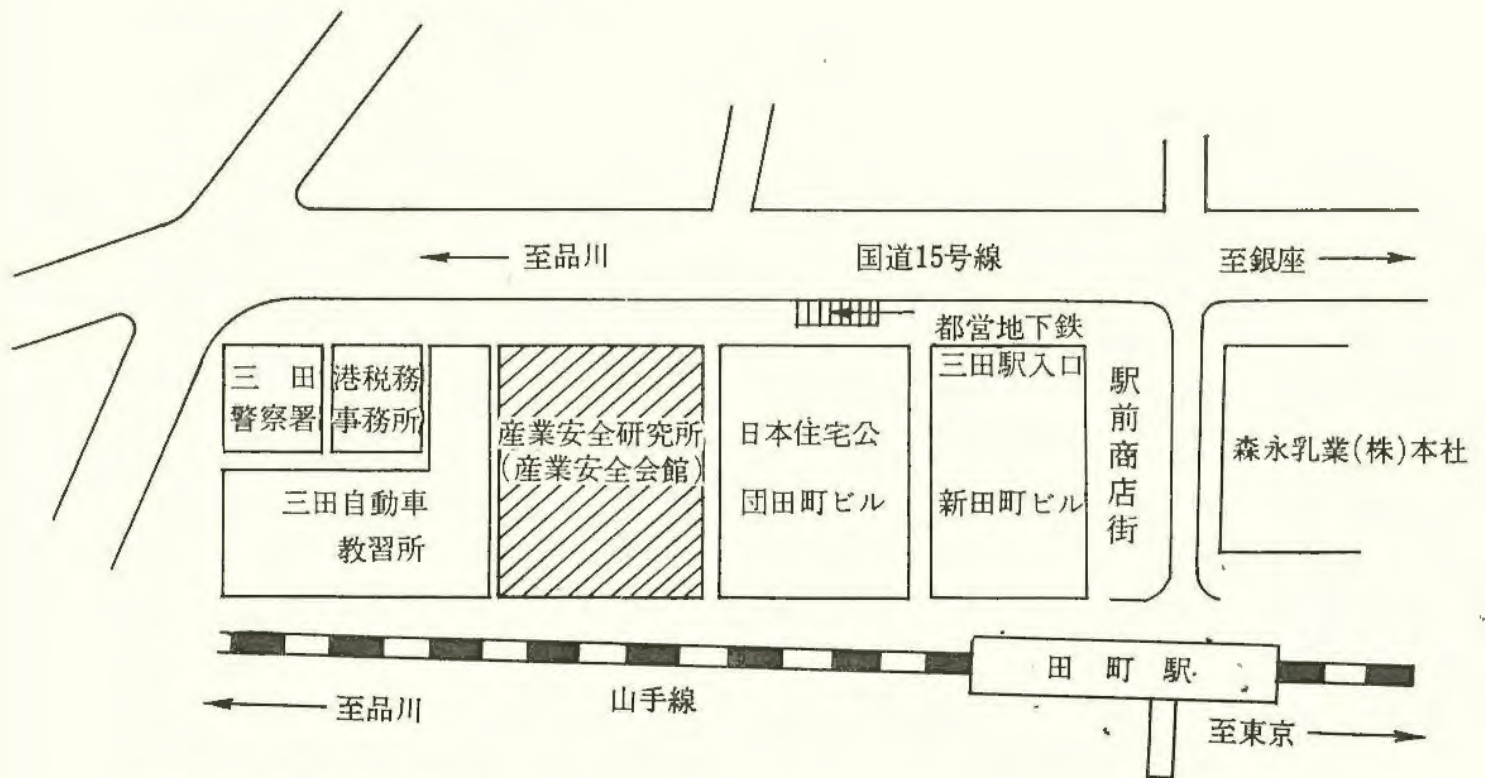 至品川
国道15号線
至銀座
都営地下鉄
三田駅入口
三田
警察署
港税務
事務所
三田自動車
教習所
産業安全研究所
(産業安全会館)
日本住宅公
団田町ビル
新田町ビル
駅前商店街
森永乳業(株)本社
田町駅
至品川
山手線
至東京